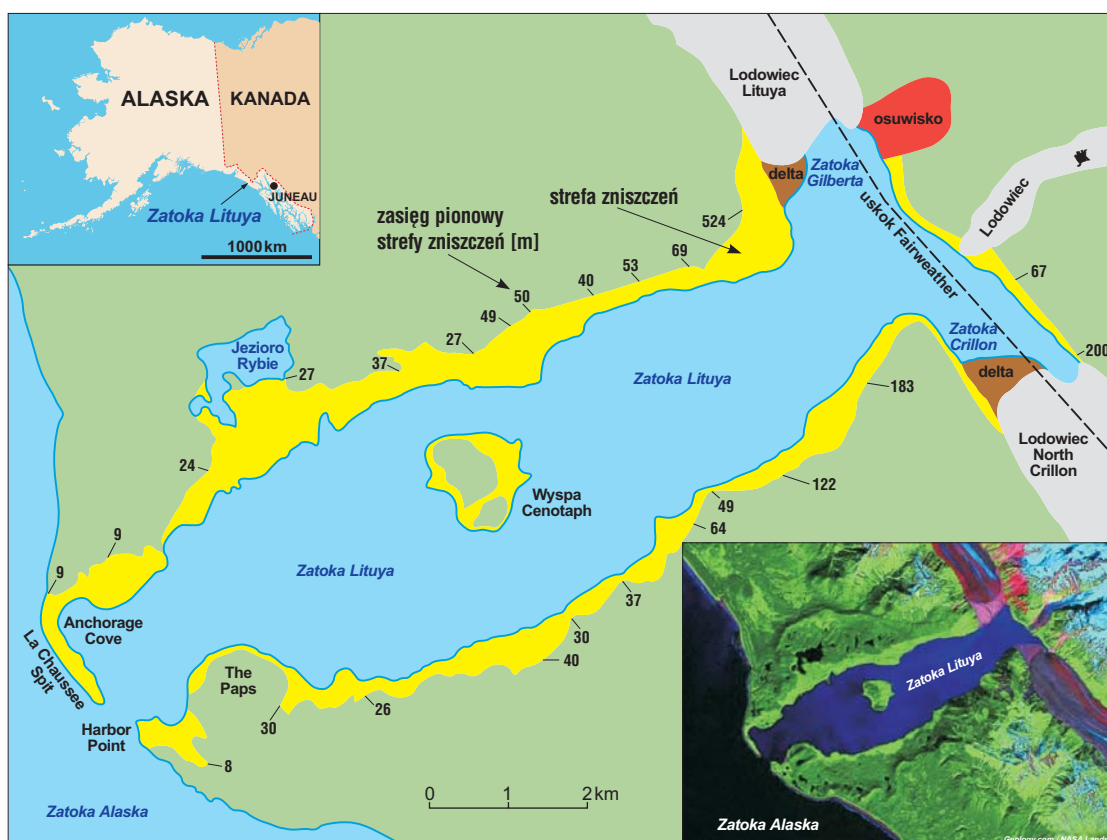 ALASKA
KANADA
JUNEAU
Zatoka Lituya
1000 km
Lodowiec
Lituya
osuwisko
delta
Zatoka
Gilberta
Lodowiec
uskok Fairweather
strefa zniszczeń
524
zasięg pionowy
strefy zniszczeń [m]
69
53
40
50
49
27
37
67
Zatoka
Crillon
200
delta
Lodowiec
North
Crillon
Jezioro
Rybie
27
24
9
9
Zatoka Lituya
183
122
49
64
Wyspa
Cenotaph
Zatoka Lituya
37
30
40
26
30
8
Anchorage
Cove
La Chaussee
Spit
The
Paps
Harbor
Point
0 1 2 km
Zatoka Alaska
Zatoka Lituya
Zatoka Alaska